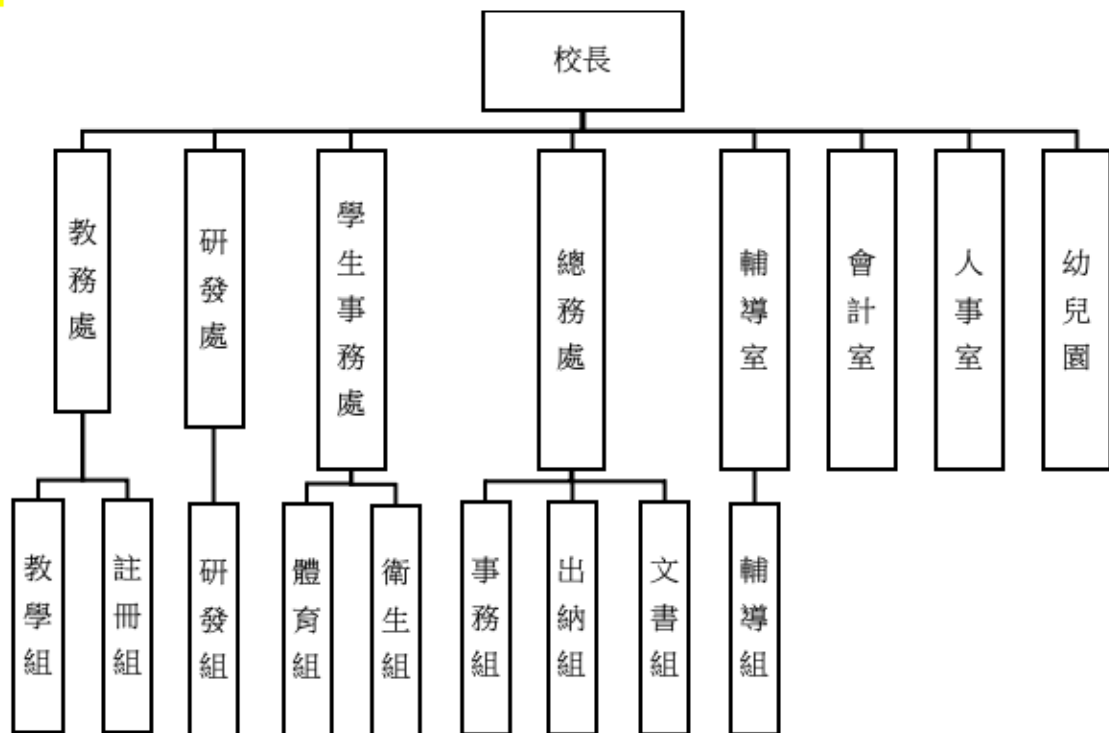 校長
教務處
研發處
學生事務處
總務處
輔導室
會計室
人事室
幼兒園
教學組
註冊組
研發組
體育組
衛生組
事務組
出納組
文書組
輔導組